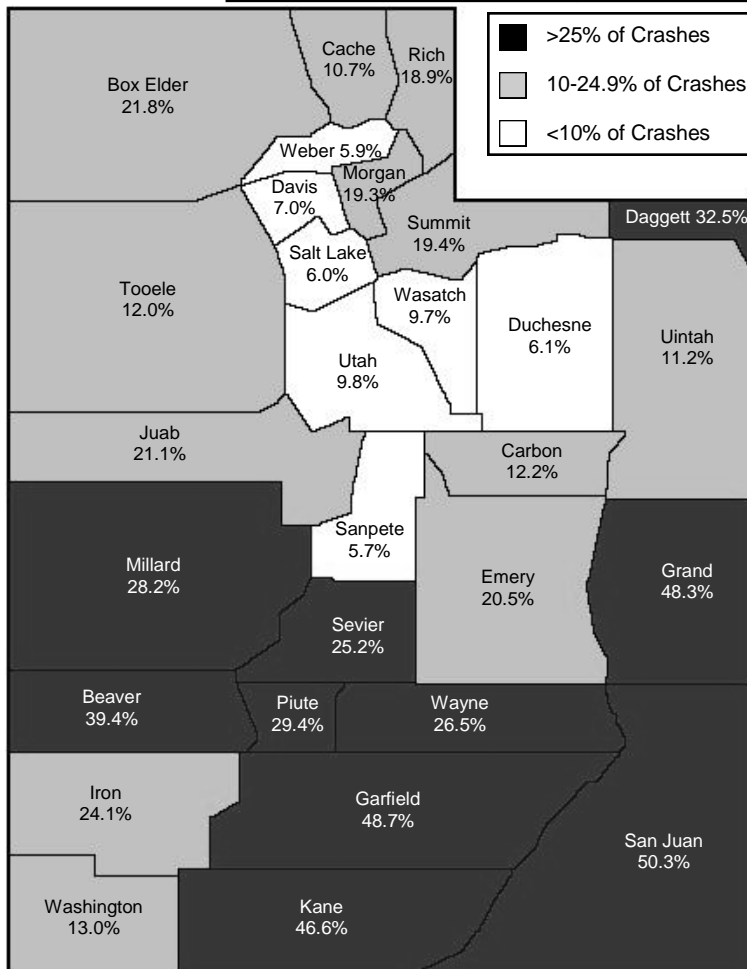 >25% of Crashes
10-24.9% of Crashes
<10% of Crashes
Cache
10.7%
Rich
18.9%
Box Elder
21.8%
Weber 5.9%
Morgan
19.3%
Davis
7.0%
Summit
19.4%
Daggett 32.5%
Salt Lake
6.0%
Tooele
12.0%
Wasatch
9.7%
Duchesne
6.1%
Uintah
11.2%
Utah
9.8%
Juab
21.1%
Carbon
12.2%
Sanpete
5.7%
Millard
28.2%
Emery
20.5%
Grand
48.3%
Sevier
25.2%
Beaver
39.4%
Piute
29.4%
Wayne
26.5%
Iron
24.1%
Garfield
48.7%
San Juan
50.3%
Washington
13.0%
Kane
46.6%